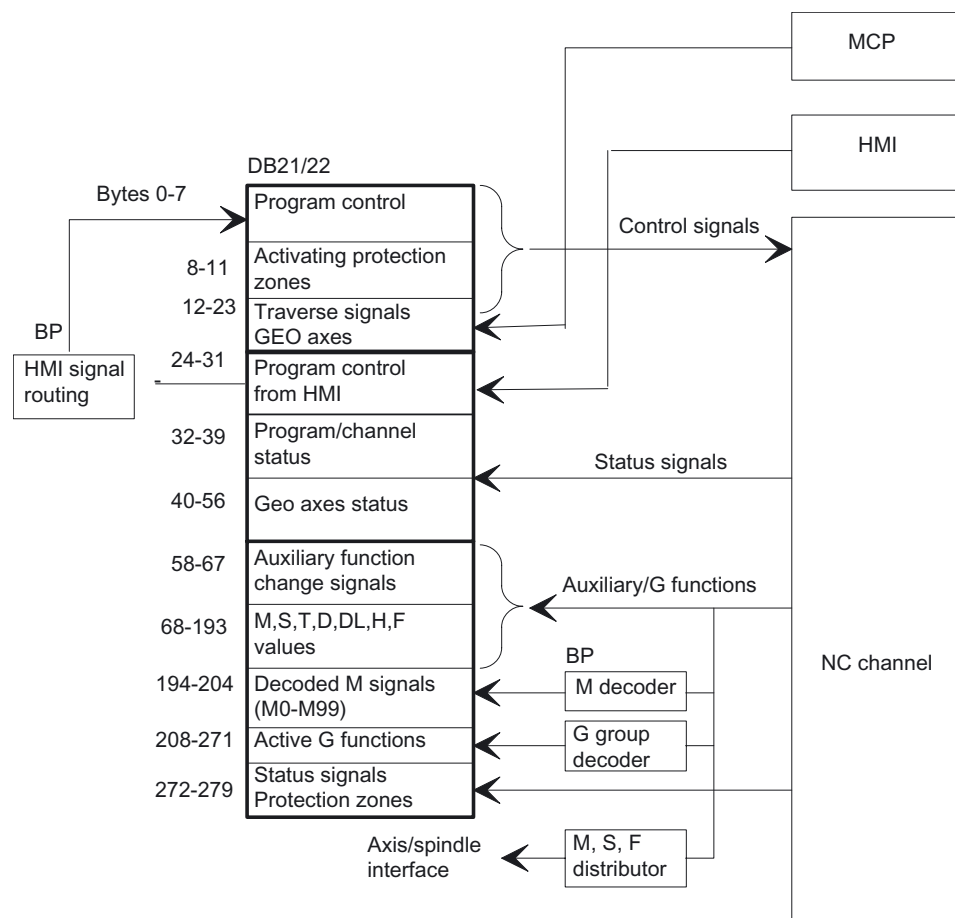 MCP
HMI
DB21/22
Bytes 0-7
Program control
Control signals
8-11
Activating protection
zones
12-23
Traverse signals
GEO axes
BP
HMI signal
routing
24-31
Program control
from HMI
32-39
Program/channel
status
Status signals
40-56
Geo axes status
58-67
Auxiliary function
change signals
Auxiliary/G functions
68-193
M,S,T,D,DL,H,F
values
NC channel
BP
194-204
Decoded M signals
(M0-M99)
M decoder
208-271
Active G functions
G group
decoder
272-279
Status signals
Protection zones
Axis/spindle
interface
M, S, F
distributor